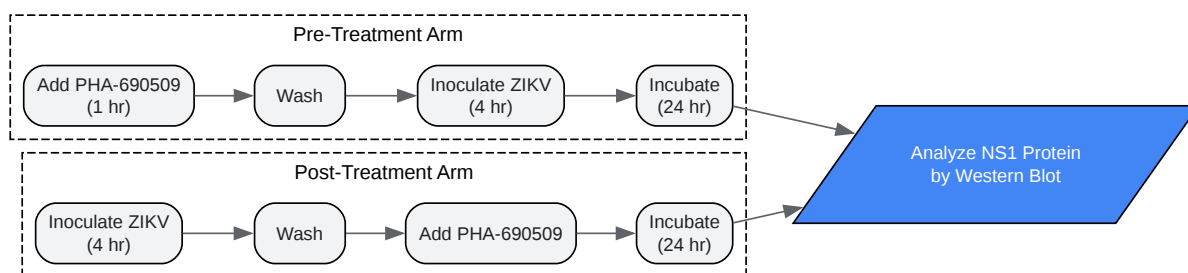 Pre-Treatment Arm
Add PHA-690509
(1 hr)
Wash
Inoculate ZIKV
(4 hr)
Incubate
(24 hr)
Analyze NS1 Protein
by Western Blot
Post-Treatment Arm
Inoculate ZIKV
(4 hr)
Wash
Add PHA-690509
Incubate
(24 hr)